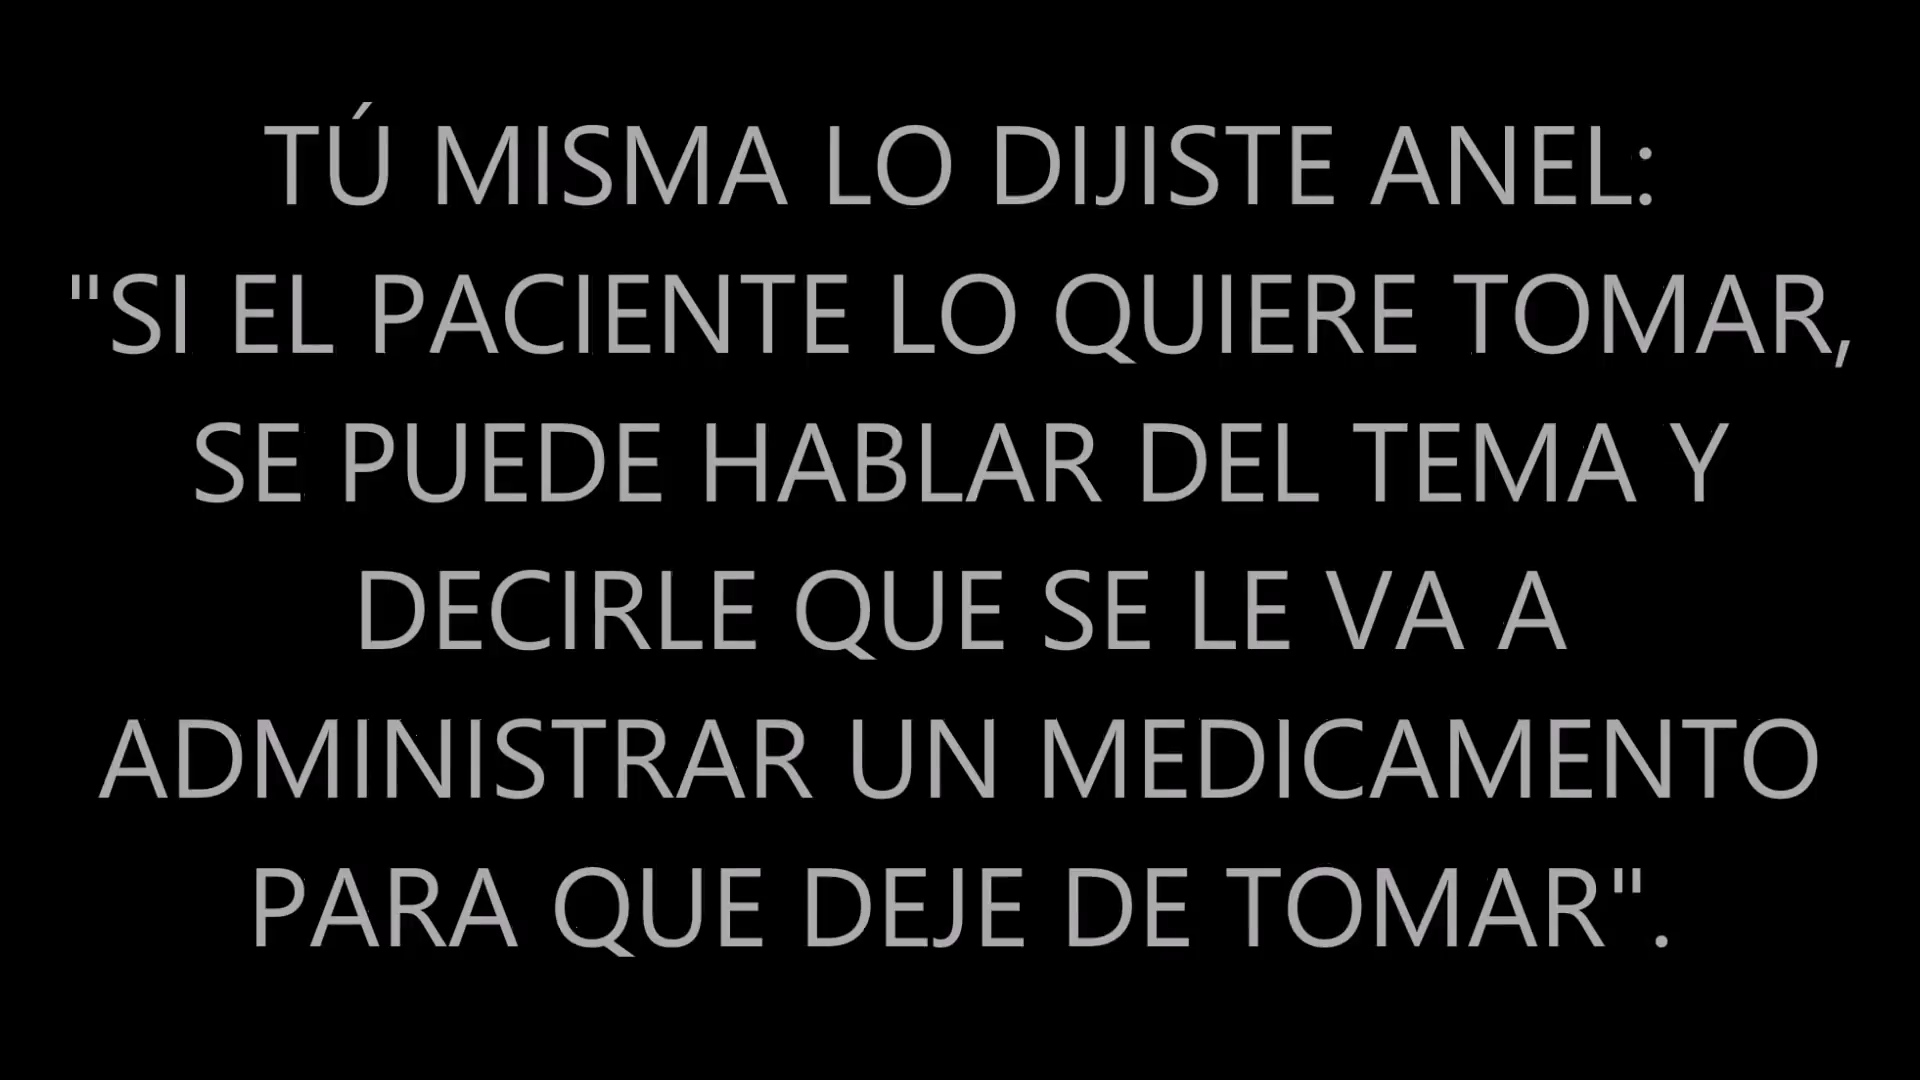 TÚ MISMA LO DIJISTE ANEL:
"SI EL PACIENTE LO QUIERE TOMAR,
SE PUEDE HABLAR DEL TEMA Y
DECIRLE QUE SE LE VA A
ADMINISTRAR UN MEDICAMENTO
PARA QUE DEJE DE TOMAR".